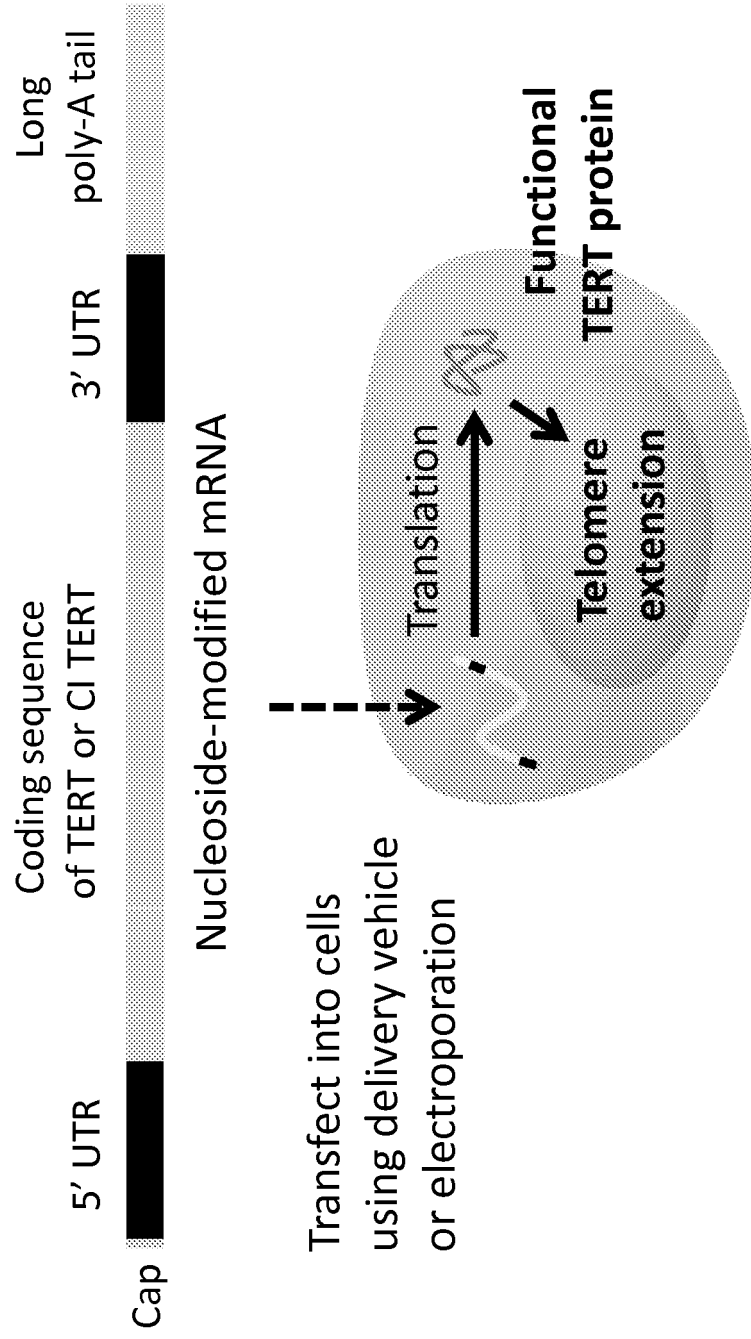 Cap
5’ UTR
Coding sequence
of TERT or CI TERT
3’ UTR
Long
poly-A tail
Nucleoside-modified mRNA
Transfect into cells
using delivery vehicle
or electroporation
Translation
Functional
TERT protein
Telomere
extension